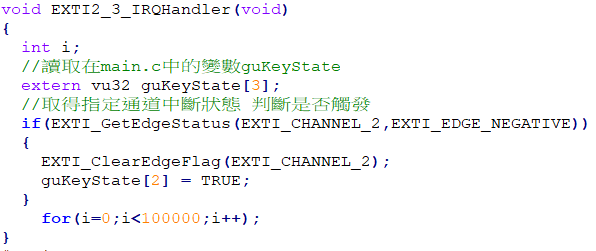 void EXTI2_3_IRQHandler(void)
{
  int i;
  //讀取在main.c中的變數guKeyState
  extern vu32 guKeyState[3];
  //取得指定通道中斷狀態 判斷是否觸發
  if(EXTI_GetEdgeStatus(EXTI_CHANNEL_2,EXTI_EDGE_NEGATIVE))
  {
    EXTI_ClearEdgeFlag(EXTI_CHANNEL_2);
    guKeyState[2] = TRUE;
  }
    for(i=0;i<100000;i++);
}